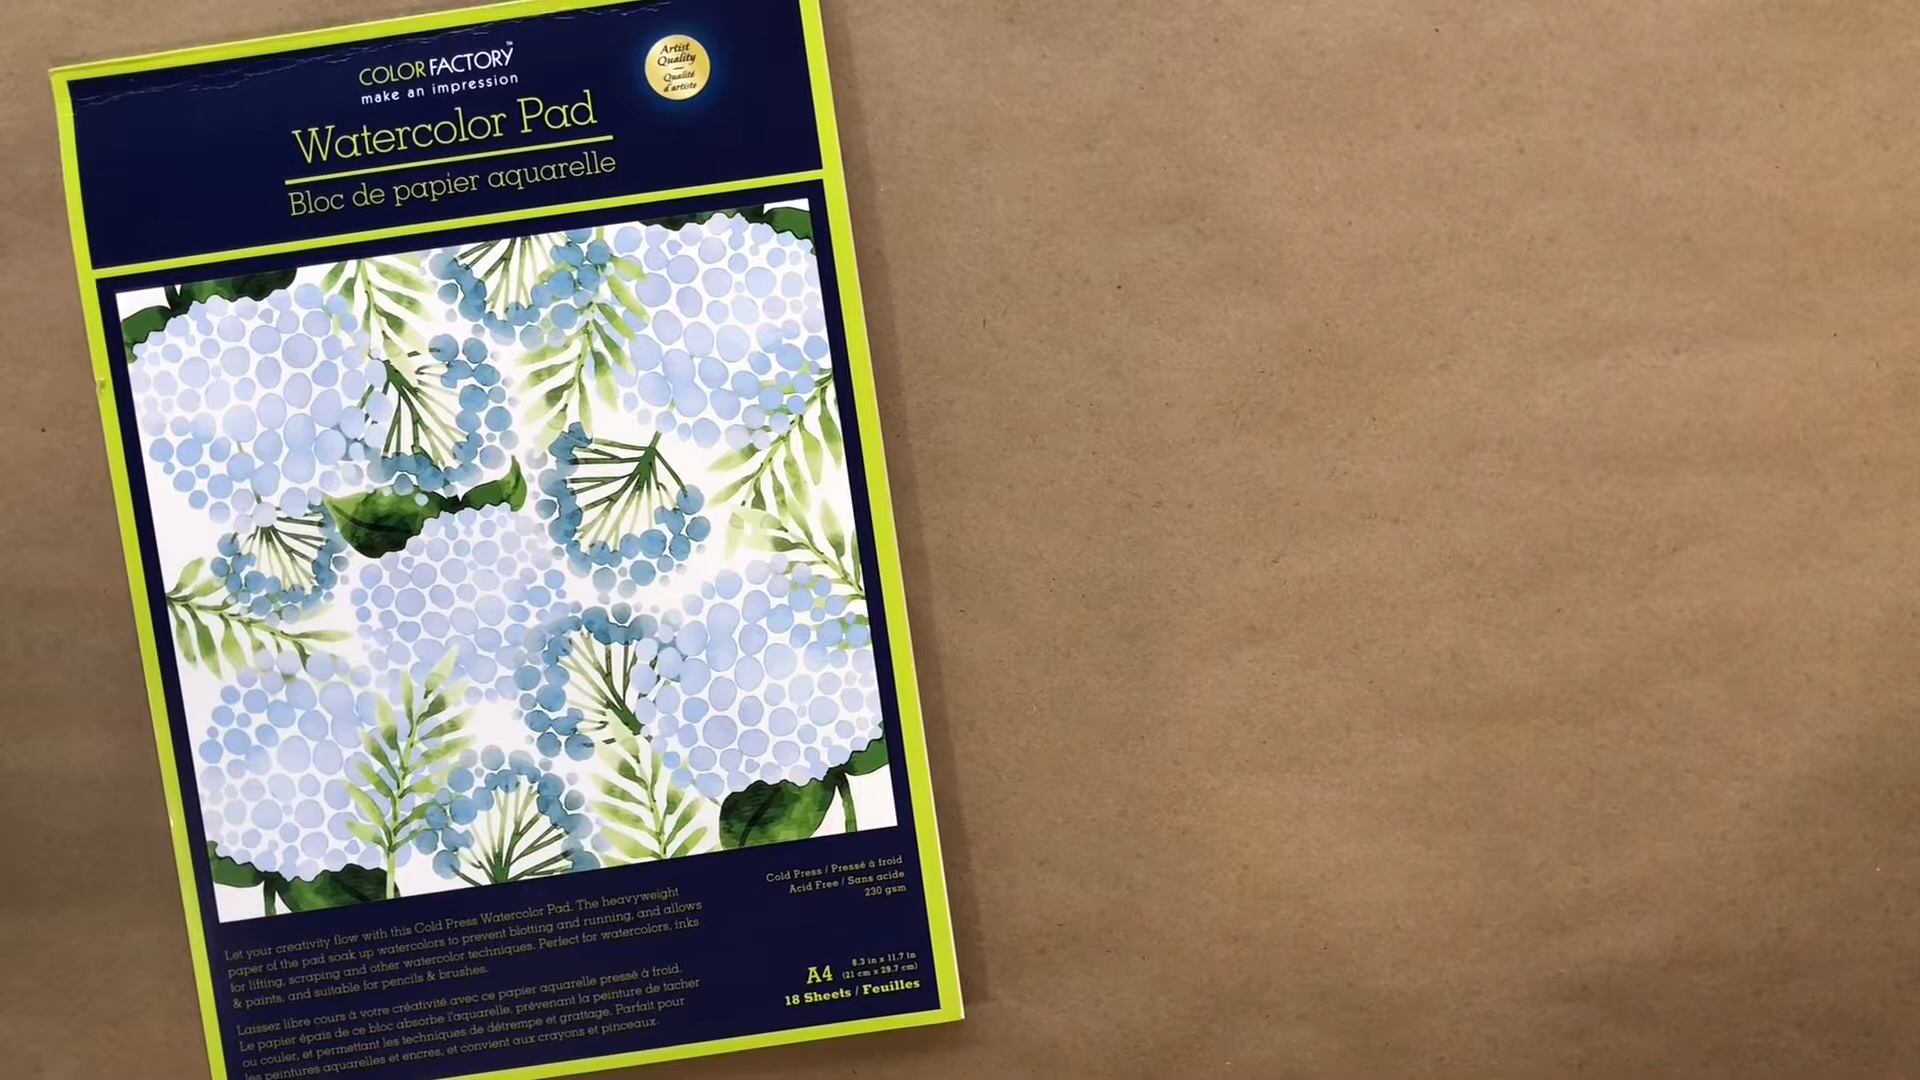 COLOR FACTORY™
make an impression
Artist
Quality
Qualité
d'artiste
Watercolor Pad
Bloc de papier aquarelle
Cold Press / Pressé à froid
Acid Free / Sans acide
230 gsm
Let your creativity flow with this Cold Press Watercolor Pad. The heavyweight
paper of the pad soak up watercolors to prevent blotting and running, and allows
for lifting, scraping and other watercolor techniques. Perfect for watercolors, inks
& paints, and suitable for pencils & brushes.
Laissez libre cours à votre créativité avec ce papier aquarelle pressé à froid.
Le papier épais de ce bloc absorbe l'aquarelle, prévenant la peinture de tacher
ou couler, et permettant les techniques de détrempe et grattage. Parfait pour
les peintures aquarelles et encres, et convient aux crayons et pinceaux.
A4
8.3 in x 11.7 in
(21 cm x 29.7 cm)
18 Sheets / Feuilles